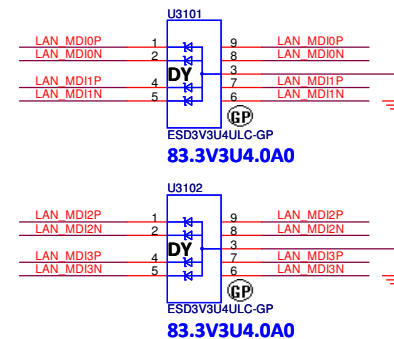 U3101
LAN_MDI0P 1 9 LAN_MDI0P
LAN_MDI0N 2 8 LAN_MDI0N
DY 3
LAN_MDI1P 4 7 LAN_MDI1P
LAN_MDI1N 5 6 LAN_MDI1N
GP
ESD3V3U4ULC-GP
83.3V3U4.0A0
U3102
LAN_MDI2P 1 9 LAN_MDI2P
LAN_MDI2N 2 8 LAN_MDI2N
DY 3
LAN_MDI3P 4 7 LAN_MDI3P
LAN_MDI3N 5 6 LAN_MDI3N
GP
ESD3V3U4ULC-GP
83.3V3U4.0A0